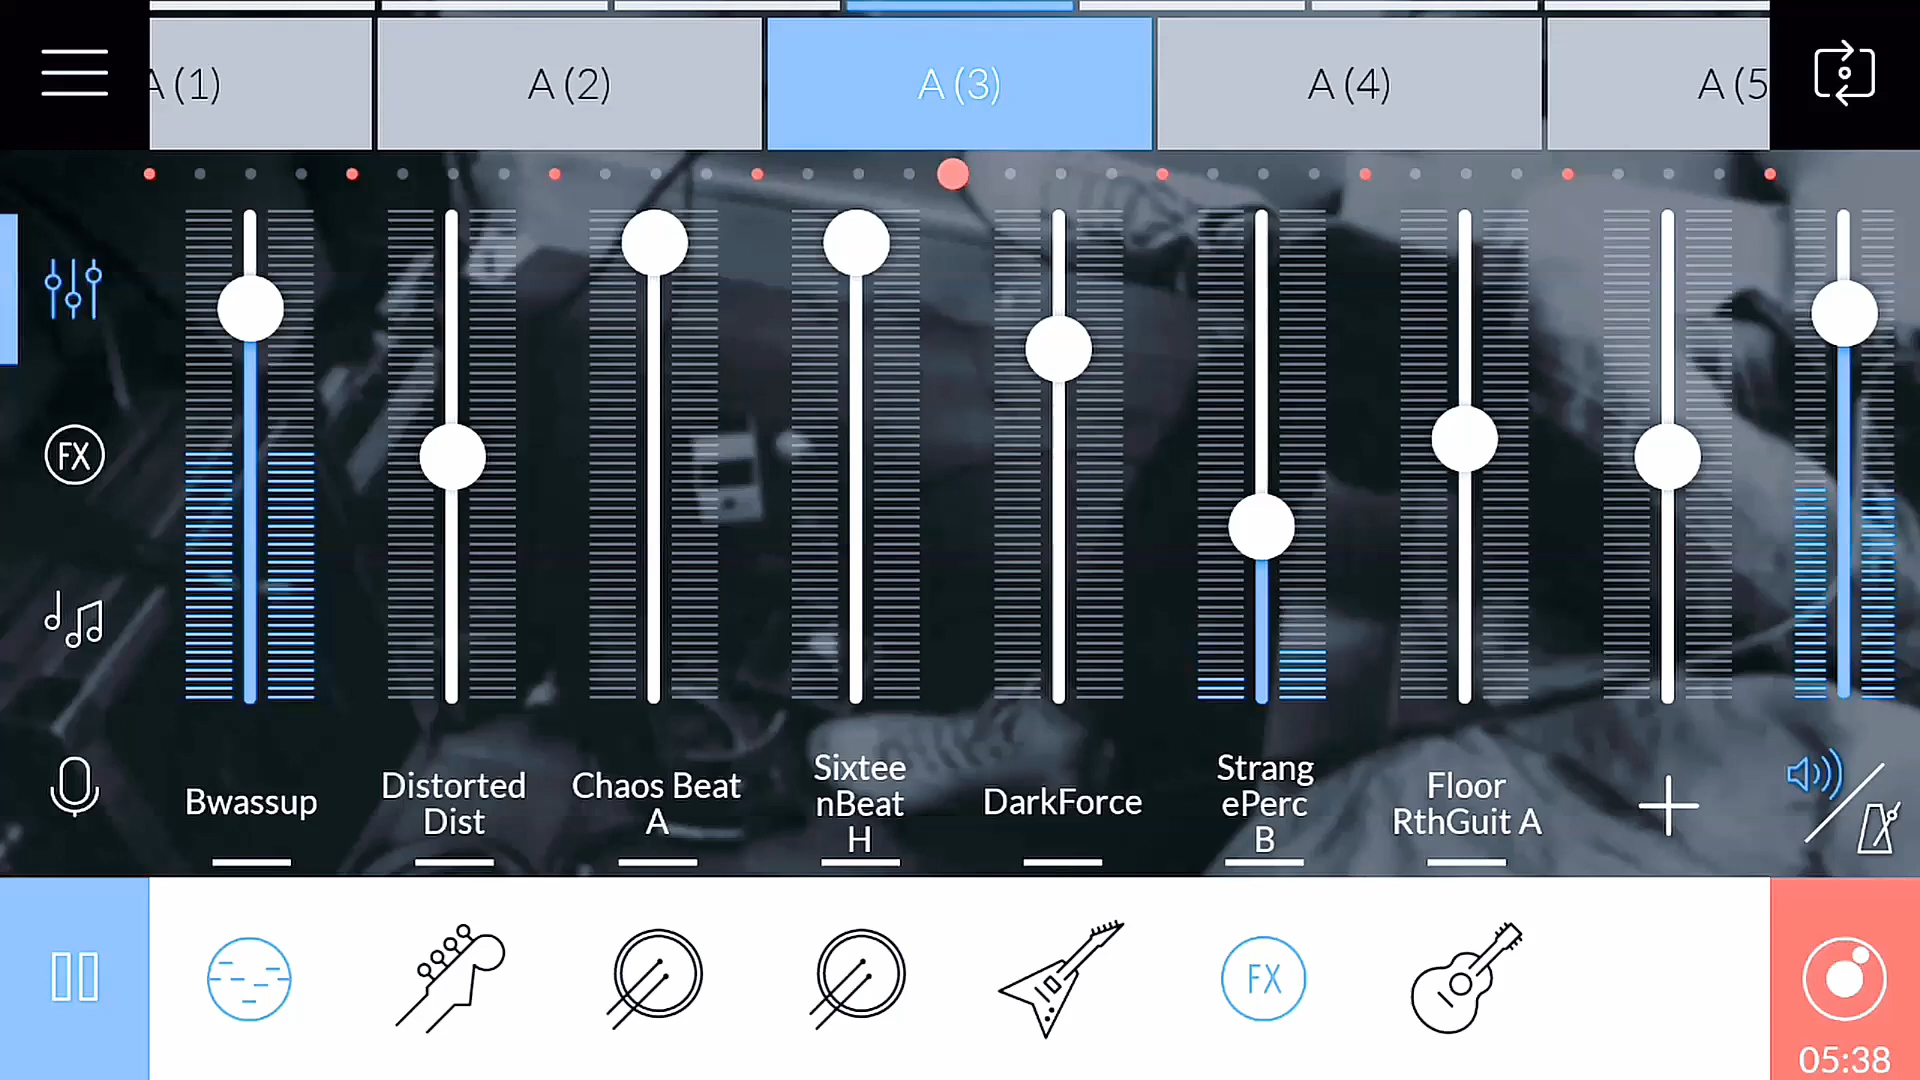 A (1)
A (2)
A (3)
A (4)
A (5
FX
Bwassup
Distorted
Dist
Chaos Beat
A
Sixtee
nBeat
H
DarkForce
Strang
ePerc
B
Floor
RthGuit A
FX
05:38